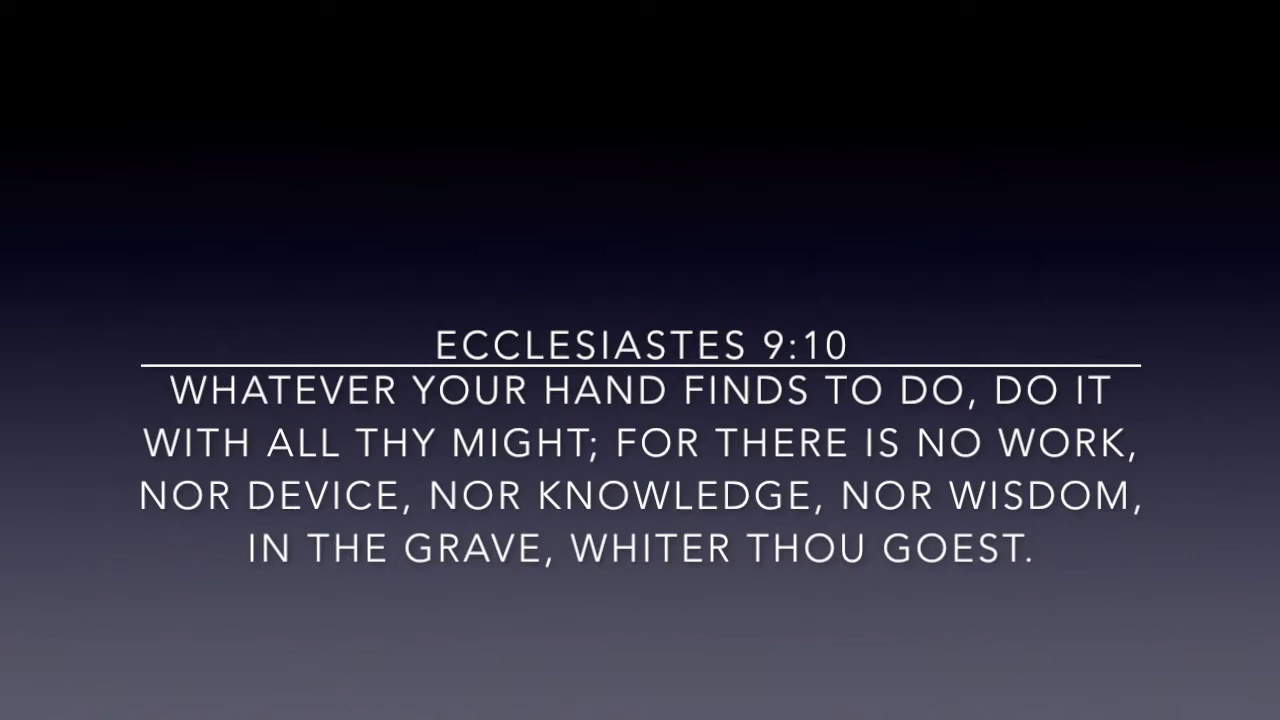 ECCLESIASTES 9:10
WHATEVER YOUR HAND FINDS TO DO, DO IT
WITH ALL THY MIGHT; FOR THERE IS NO WORK,
NOR DEVICE, NOR KNOWLEDGE, NOR WISDOM,
IN THE GRAVE, WHITER THOU GOEST.